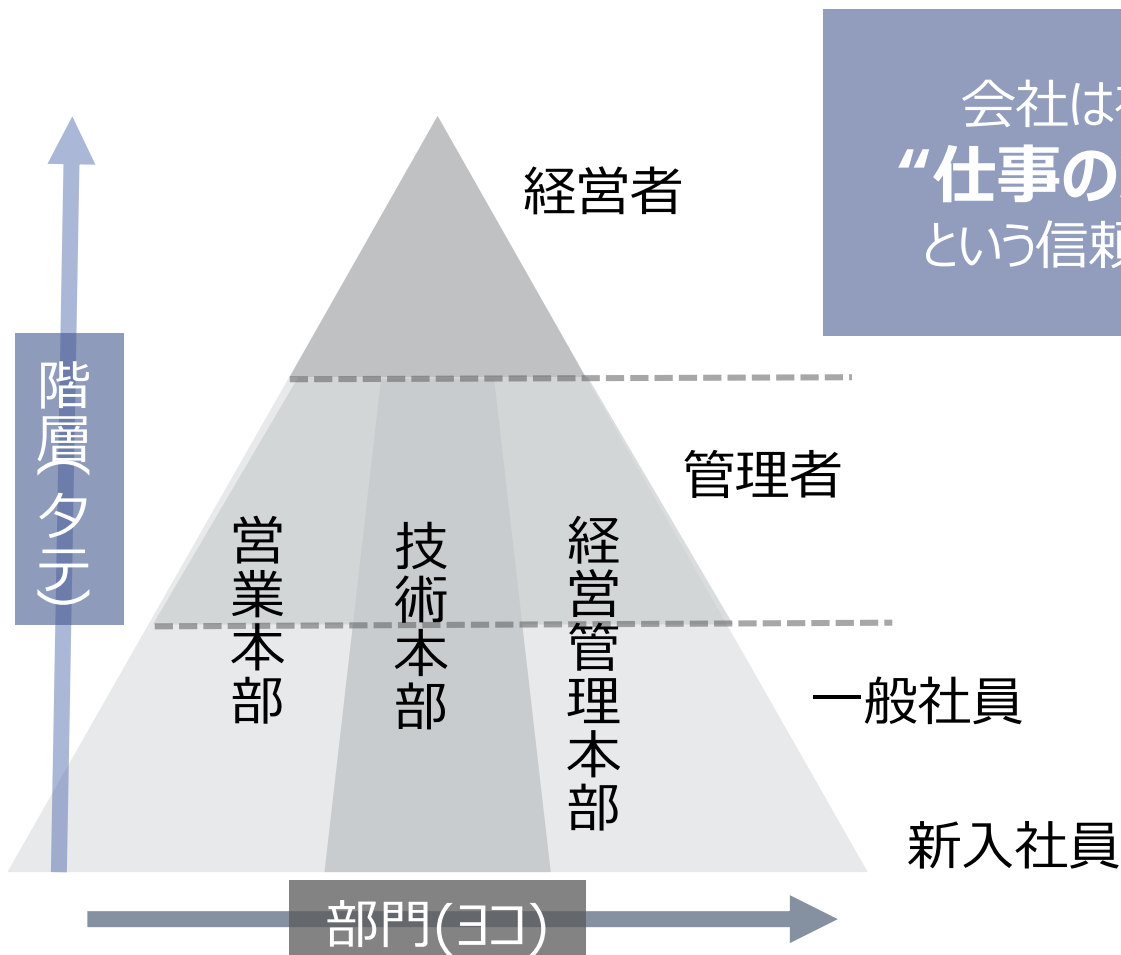 会社は
“仕事の
という信頼
経営者
階層(タテ)
管理者
営業本部
技術本部
経営管理本部
一般社員
新入社員
部門(ヨコ)